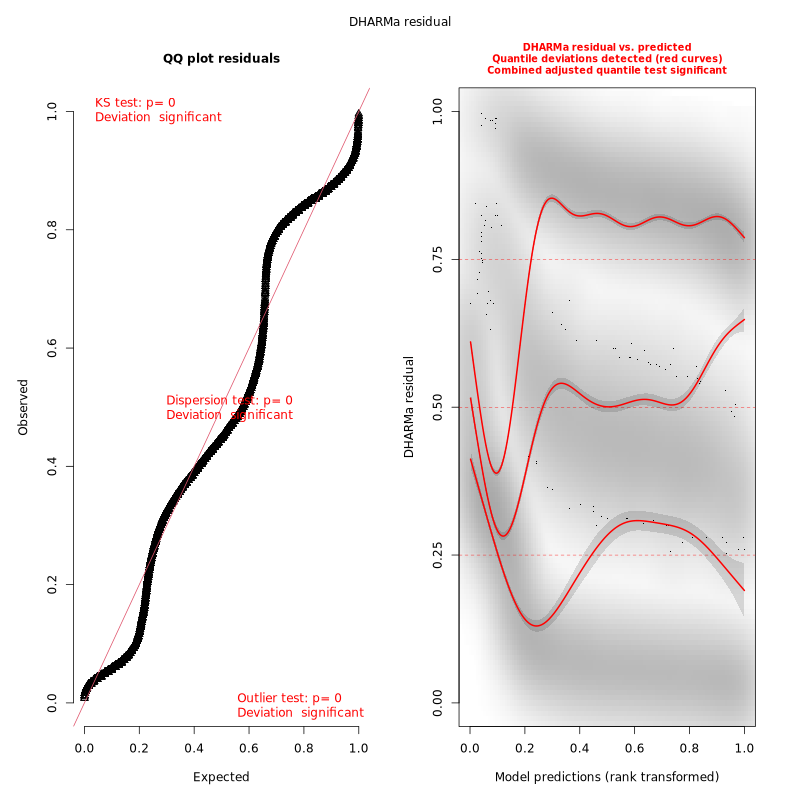 DHARMa residual
QQ plot residuals
KS test: p= 0
Deviation significant
Dispersion test: p= 0
Deviation significant
Outlier test: p= 0
Deviation significant
Observed
0.0
0.2
0.4
0.6
0.8
1.0
0.0 0.2 0.4 0.6 0.8 1.0
Expected
DHARMa residual vs. predicted
Quantile deviations detected (red curves)
Combined adjusted quantile test significant
DHARMa residual
0.00
0.25
0.50
0.75
1.00
0.0 0.2 0.4 0.6 0.8 1.0
Model predictions (rank transformed)